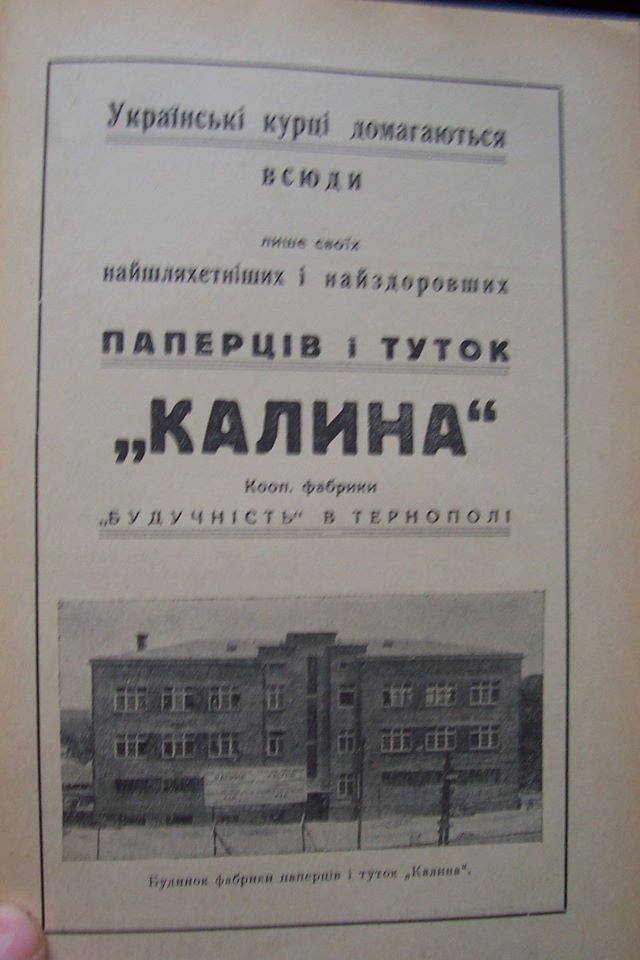 Українські курці домагаються
ВСЮДИ
лише своїх
найшляхетніших і найздоровших
ПАПЕРЦІВ і ТУТОК
„КАЛИНА“
Кооп. фабрики
„БУДУЧНІСТЬ“ В ТЕРНОПОЛІ
Будинок фабрики паперців і туток „Калина“.